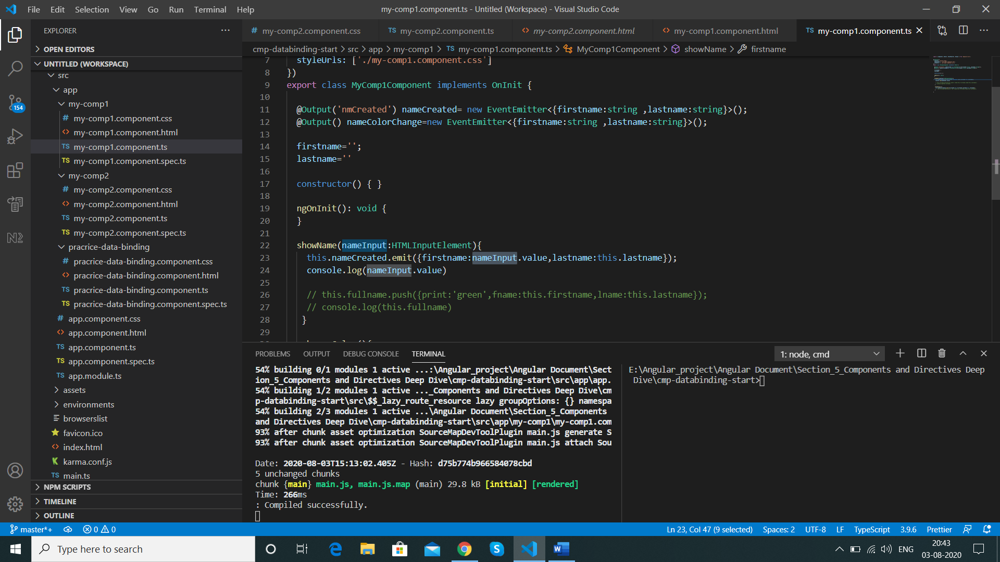 File Edit Selection View Go Run Terminal Help
my-comp1.component.ts - Untitled (Workspace) - Visual Studio Code
EXPLORER
OPEN EDITORS
UNTITLED (WORKSPACE)
src
app
my-comp1
# my-comp1.component.css
<> my-comp1.component.html
TS my-comp1.component.ts
TS my-comp1.component.spec.ts
my-comp2
# my-comp2.component.css
<> my-comp2.component.html
TS my-comp2.component.ts
TS my-comp2.component.spec.ts
pracrice-data-binding
# pracrice-data-binding.component.css
<> pracrice-data-binding.component.html
TS pracrice-data-binding.component.ts
TS pracrice-data-binding.component.spec.ts
# app.component.css
<> app.component.html
TS app.component.ts
TS app.component.spec.ts
TS app.module.ts
assets
environments
browserslist
favicon.ico
<> index.html
karma.conf.js
TS main.ts
NPM SCRIPTS
TIMELINE
OUTLINE
154
# my-comp2.component.css
TS my-comp2.component.ts
<> my-comp2.component.html
<> my-comp1.component.html
TS my-comp1.component.ts
cmp-databinding-start > src > app > my-comp1 > TS my-comp1.component.ts > MyComp1Component > showName > firstname
7 styleUrls: ['./my-comp1.component.css']
8 })
9 export class MyComp1Component implements OnInit {
10
11 @Output('nmCreated') nameCreated= new EventEmitter<{firstname:string ,lastname:string}>();
12 @Output() nameColorChange=new EventEmitter<{firstname:string ,lastname:string}>();
13
14 firstname='';
15 lastname=''
16
17 constructor() { }
18
19 ngOnInit(): void {
20 }
21
22 showName(nameInput:HTMLInputElement){
23 this.nameCreated.emit({firstname:nameInput.value,lastname:this.lastname});
24 console.log(nameInput.value)
25
26 // this.fullname.push({print:'green',fname:this.firstname,lname:this.lastname});
27 // console.log(this.fullname)
28 }
29
PROBLEMS OUTPUT DEBUG CONSOLE TERMINAL
1: node, cmd
54% building 0/1 modules 1 active ...:\Angular_project\Angular Document\Sect
ion_5_Components and Directives Deep Dive\cmp-databinding-start\src\app\app.
54% building 1/2 modules 1 active ..._Components and Directives Deep Dive\cm
p-databinding-start\src\$$_lazy_route_resource lazy groupOptions: {} namespa
54% building 2/3 modules 1 active ...\Angular Document\Section_5_Components
and Directives Deep Dive\cmp-databinding-start\src\app\my-comp1\my-comp1.com
93% after chunk asset optimization SourceMapDevToolPlugin main.js generate S
93% after chunk asset optimization SourceMapDevToolPlugin main.js attach Sou
Date: 2020-08-03T15:13:02.405Z - Hash: d75b774b966584078cbd
5 unchanged chunks
chunk {main} main.js, main.js.map (main) 29.8 kB [initial] [rendered]
Time: 266ms
: Compiled successfully.
E:\Angular_project\Angular Document\Section_5_Components and Directives Deep
Dive\cmp-databinding-start>
master*+ 0 0
Ln 23, Col 47 (9 selected) Spaces: 2 UTF-8 LF TypeScript 3.9.6 Prettier
Type here to search
ENG
20:43
03-08-2020